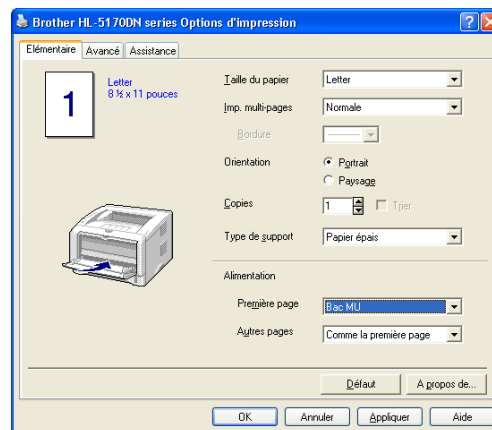 Brother HL-5170DN series Options d'impression
Elémentaire Avancé Assistance
1
Letter
8 ½ x 11 pouces
Taille du papier Letter
Imp. multi-pages Normale
Bordure
Orientation Portrait
Paysage
Copies 1 Trier
Type de support Papier épais
Alimentation
Première page Bac MU
Autres pages Comme la première page
Défaut A propos de...
OK Annuler Appliquer Aide